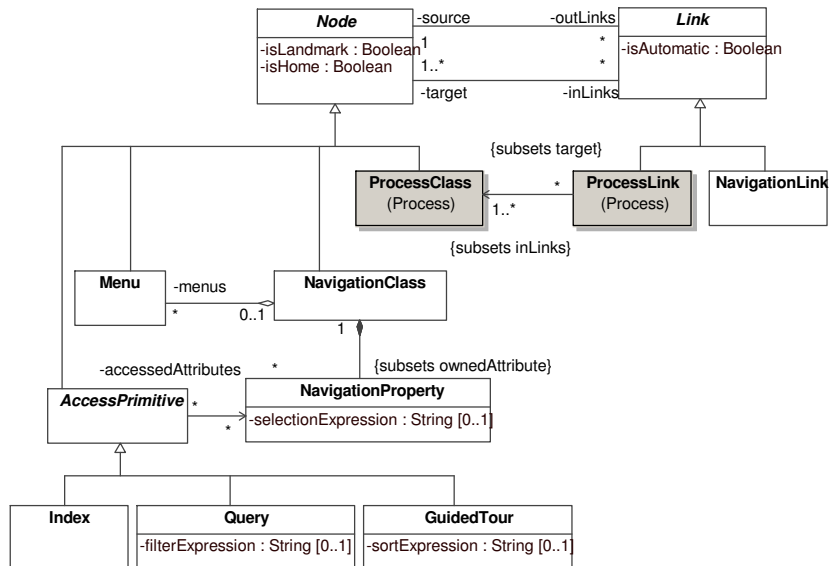 Node
-source
-outLinks
Link
-isLandmark : Boolean
1
*
-isAutomatic : Boolean
-isHome : Boolean
1..*
*
-target
-inLinks
{subsets target}
ProcessClass
(Process)
*
1..*
ProcessLink
(Process)
NavigationLink
{subsets inLinks}
Menu
-menus
*
0..1
NavigationClass
1
-accessedAttributes
*
{subsets ownedAttribute}
AccessPrimitive
*
*
NavigationProperty
-selectionExpression : String [0..1]
Index
Query
-filterExpression : String [0..1]
GuidedTour
-sortExpression : String [0..1]